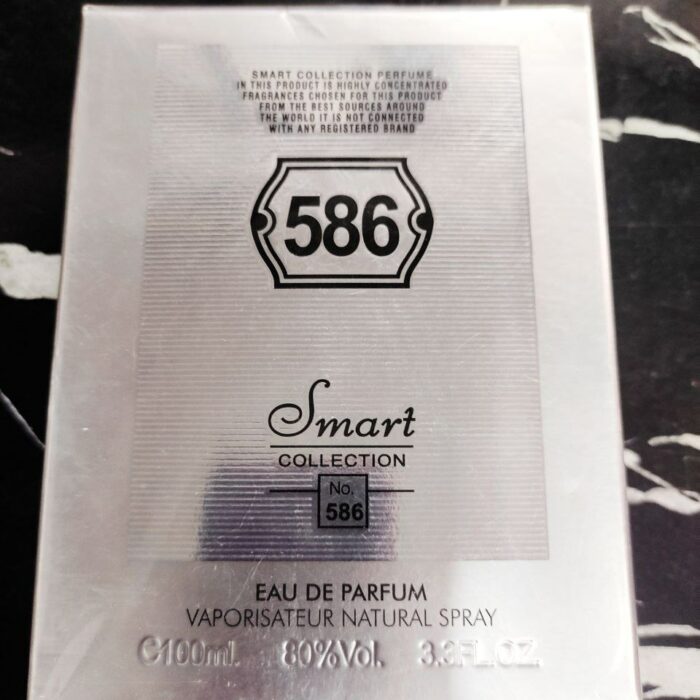 SMART COLLECTION PERFUME
IN THIS PRODUCT IS HIGHLY CONCENTRATED
FRAGRANCES CHOSEN FOR THIS PRODUCT
FROM THE BEST SOURCES AROUND
THE WORLD IT IS NOT CONNECTED
WITH ANY REGISTERED BRAND
586
Smart
COLLECTION
No.
586
EAU DE PARFUM
VAPORISATEUR NATURAL SPRAY
C100ml. 80%Vol. 3.3FL.OZ.